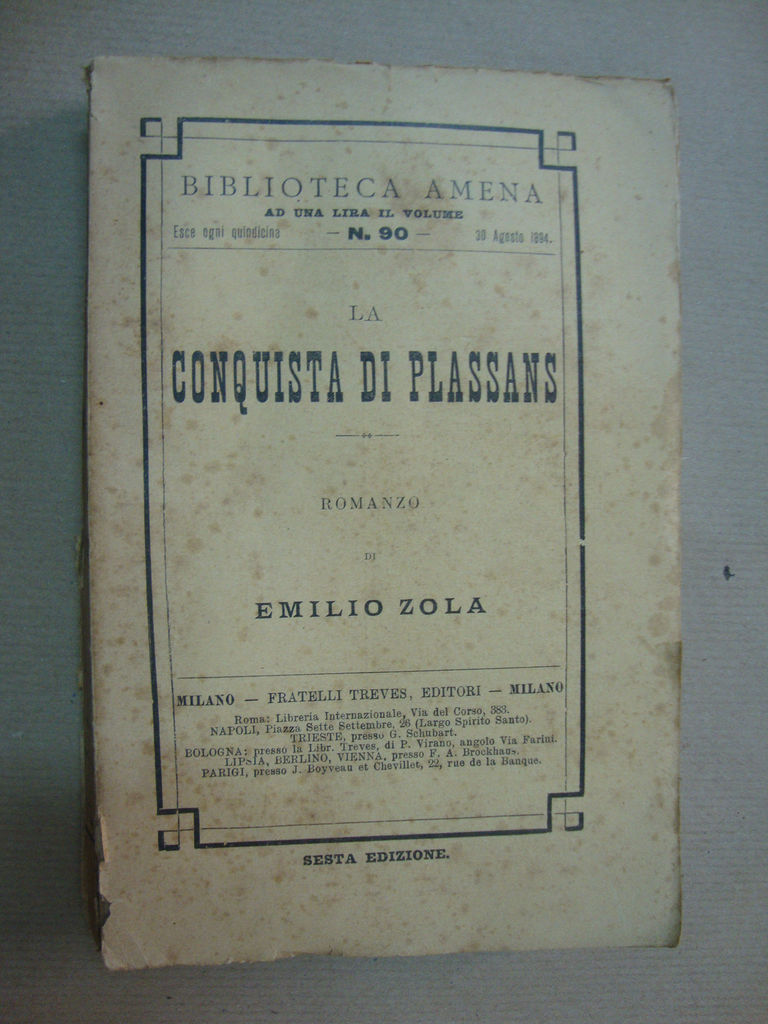 BIBLIOTECA AMENA
AD UNA LIRA IL VOLUME
Esce ogni quindicina — N. 90 — 30 Agosto 1894.
LA
CONQUISTA DI PLASSANS
ROMANZO
DI
EMILIO ZOLA
MILANO — FRATELLI TREVES, EDITORI — MILANO
Roma: Libreria Internazionale, Via del Corso, 383.
NAPOLI, Piazza Sette Settembre, 26 (Largo Spirito Santo).
TRIESTE, presso G. Schubart.
BOLOGNA: presso la Libr. Treves, di P. Virano, angolo Via Farini.
LIPSIA, BERLINO, VIENNA, presso F. A. Brockhaus.
PARIGI, presso J. Boyveau et Chevillet, 22, rue de la Banque.
SESTA EDIZIONE.